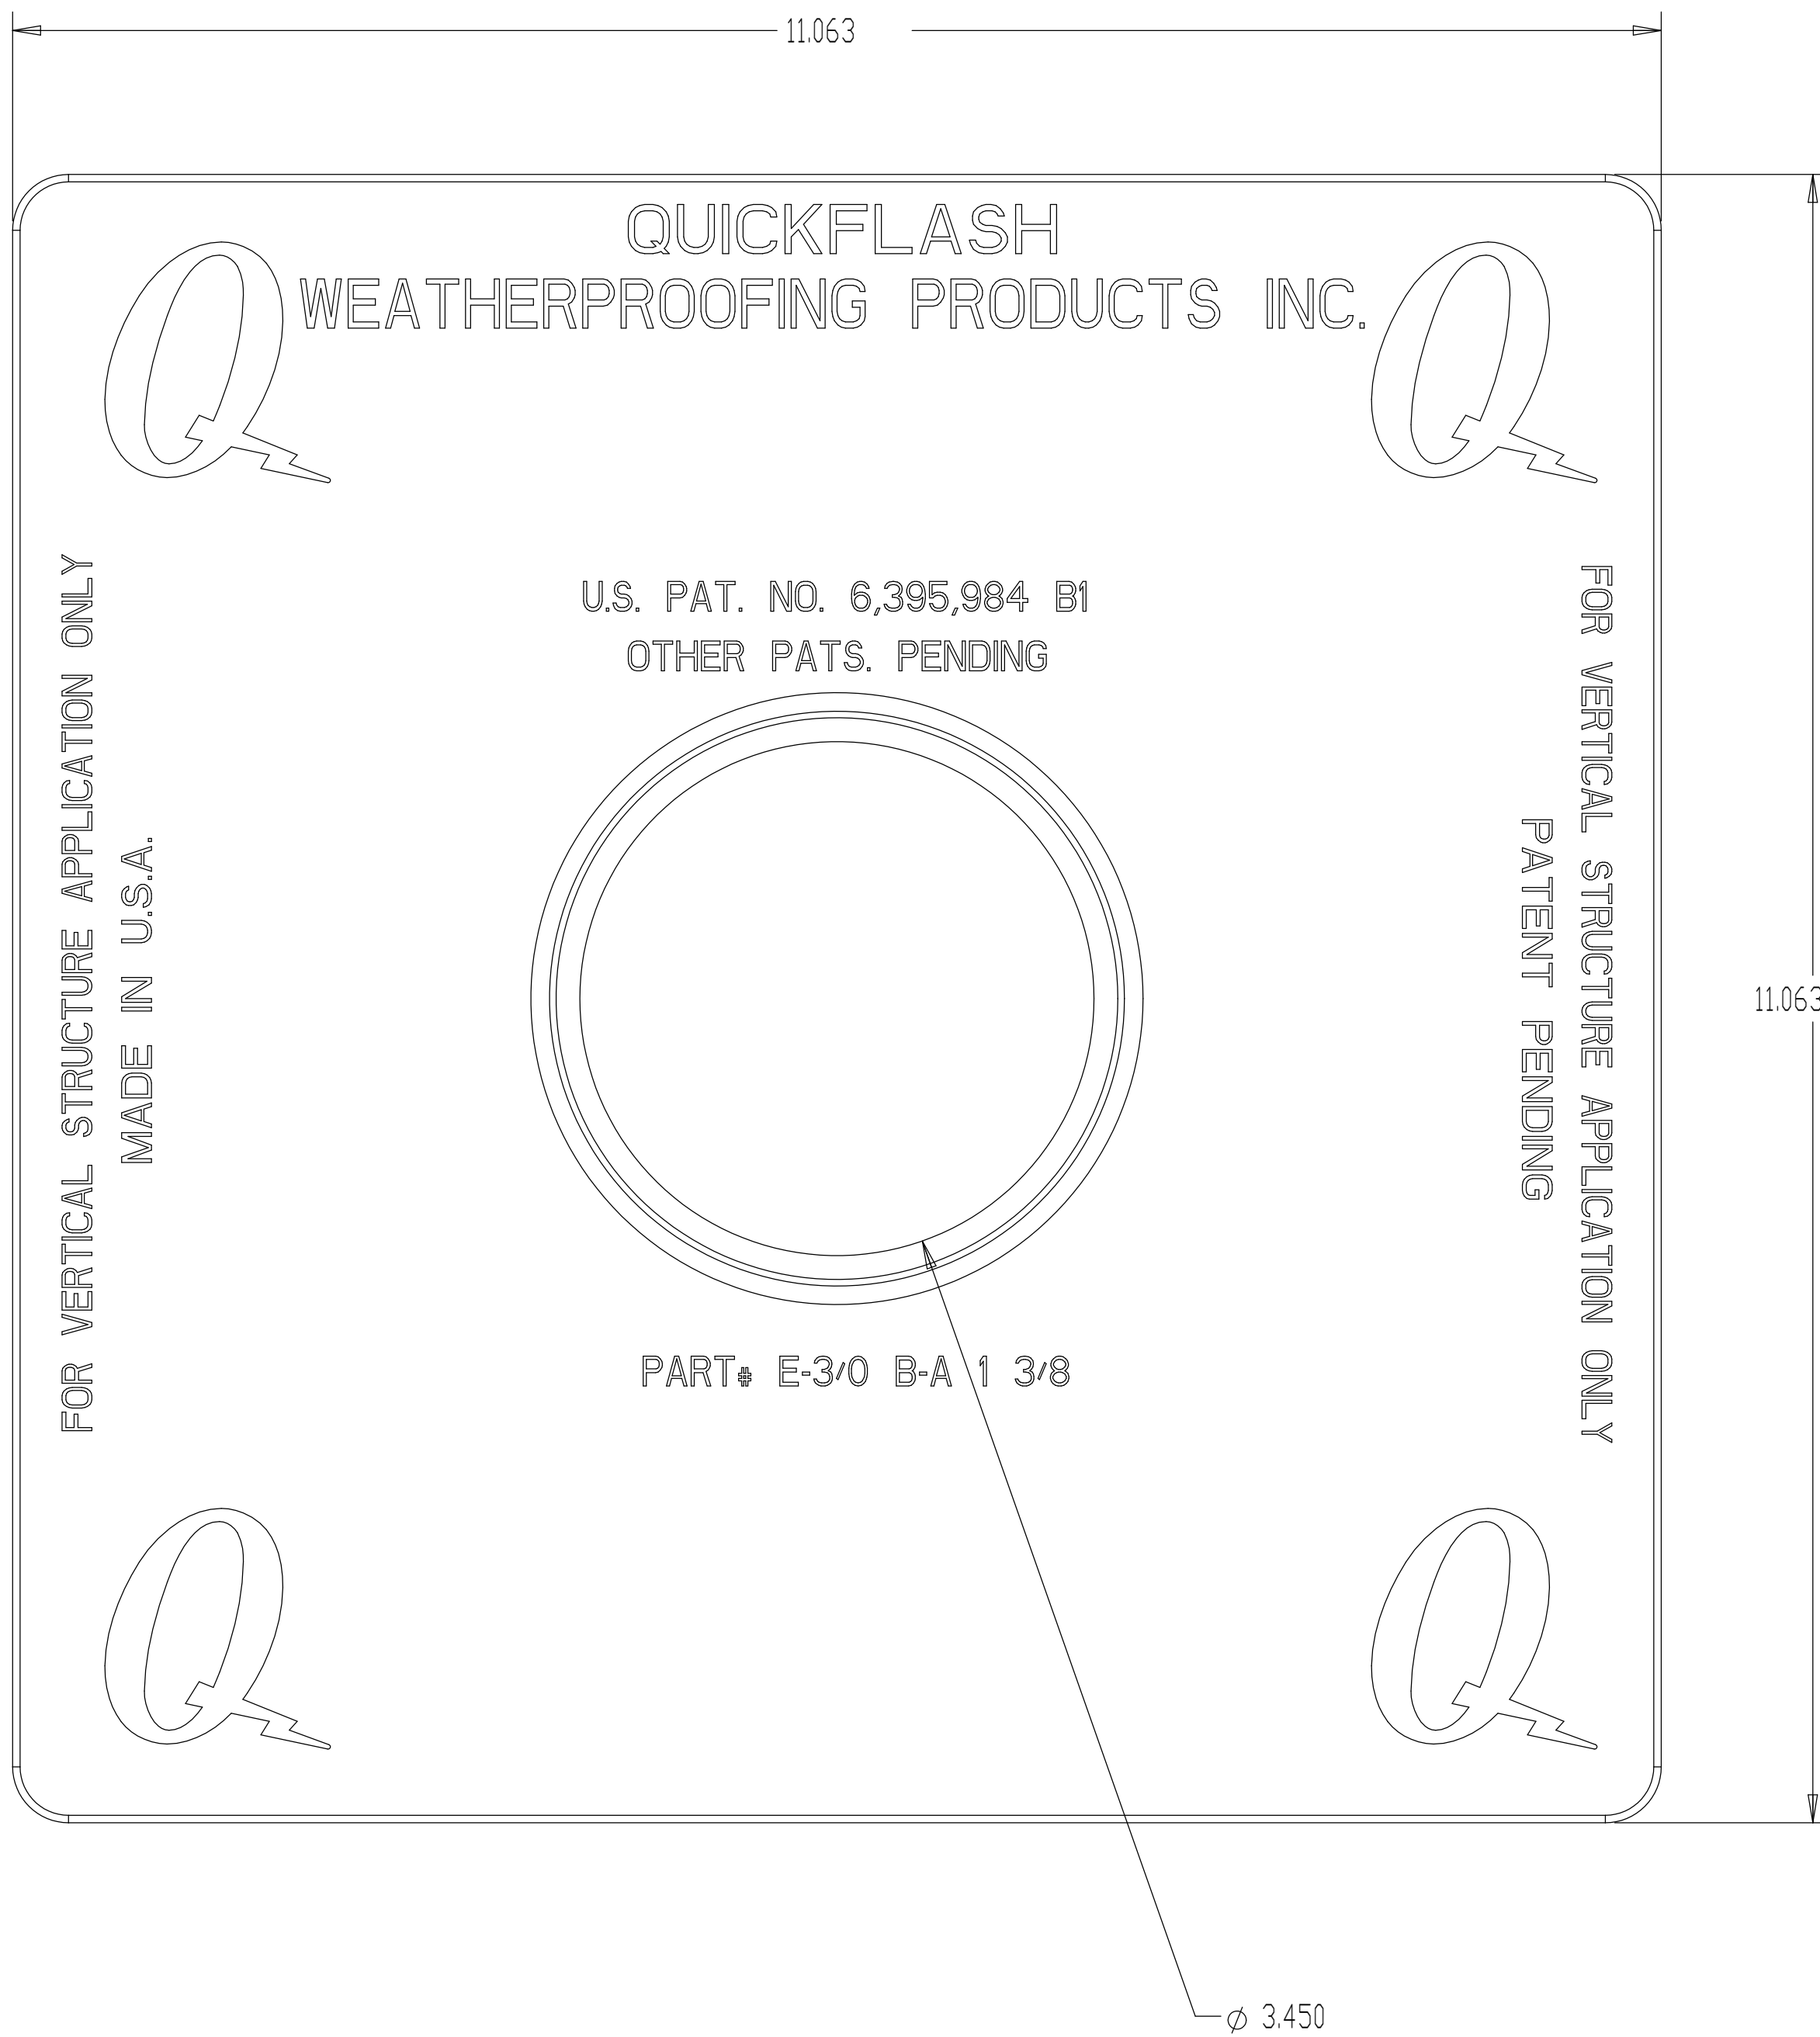 11.063
QUICKFLASH
WEATHERPROOFING PRODUCTS INC.
Q
Q
U.S. PAT. NO. 6,395,984 B1
OTHER PATS. PENDING
FOR VERTICAL STRUCTURE APPLICATION ONLY
MADE IN U.S.A.
PATENT PENDING
FOR VERTICAL STRUCTURE APPLICATION ONLY
11.063
PART# E-3/0 B-A 1 3/8
Q
Q
⌀ 3.450